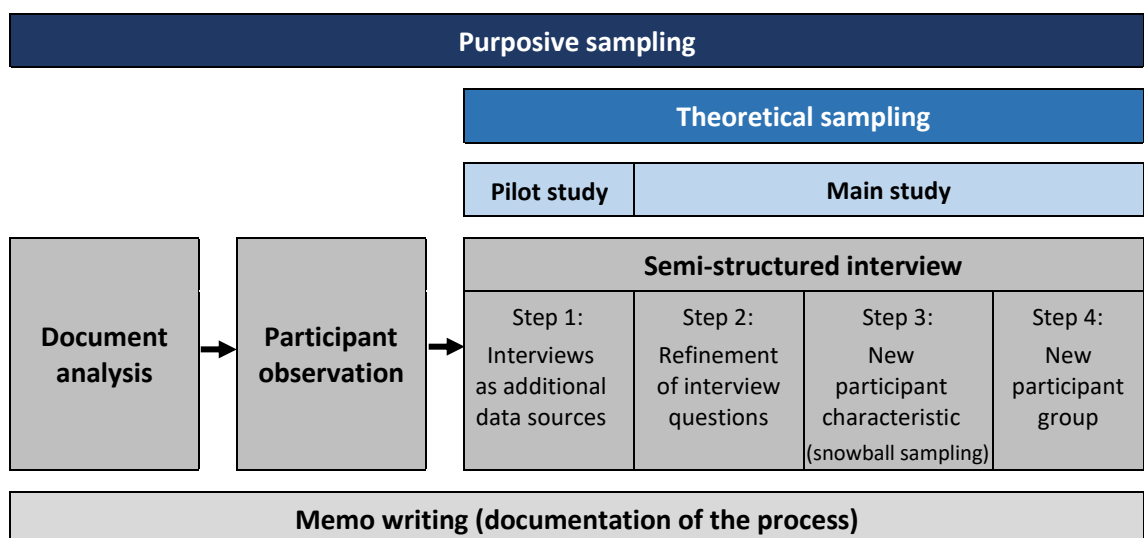 Purposive sampling
Theoretical sampling
Pilot study
Main study
Document
analysis
Participant
observation
Semi-structured interview
Step 1:
Interviews
as additional
data sources
Step 2:
Refinement
of interview
questions
Step 3:
New
participant
characteristic
(snowball sampling)
Step 4:
New
participant
group
Memo writing (documentation of the process)